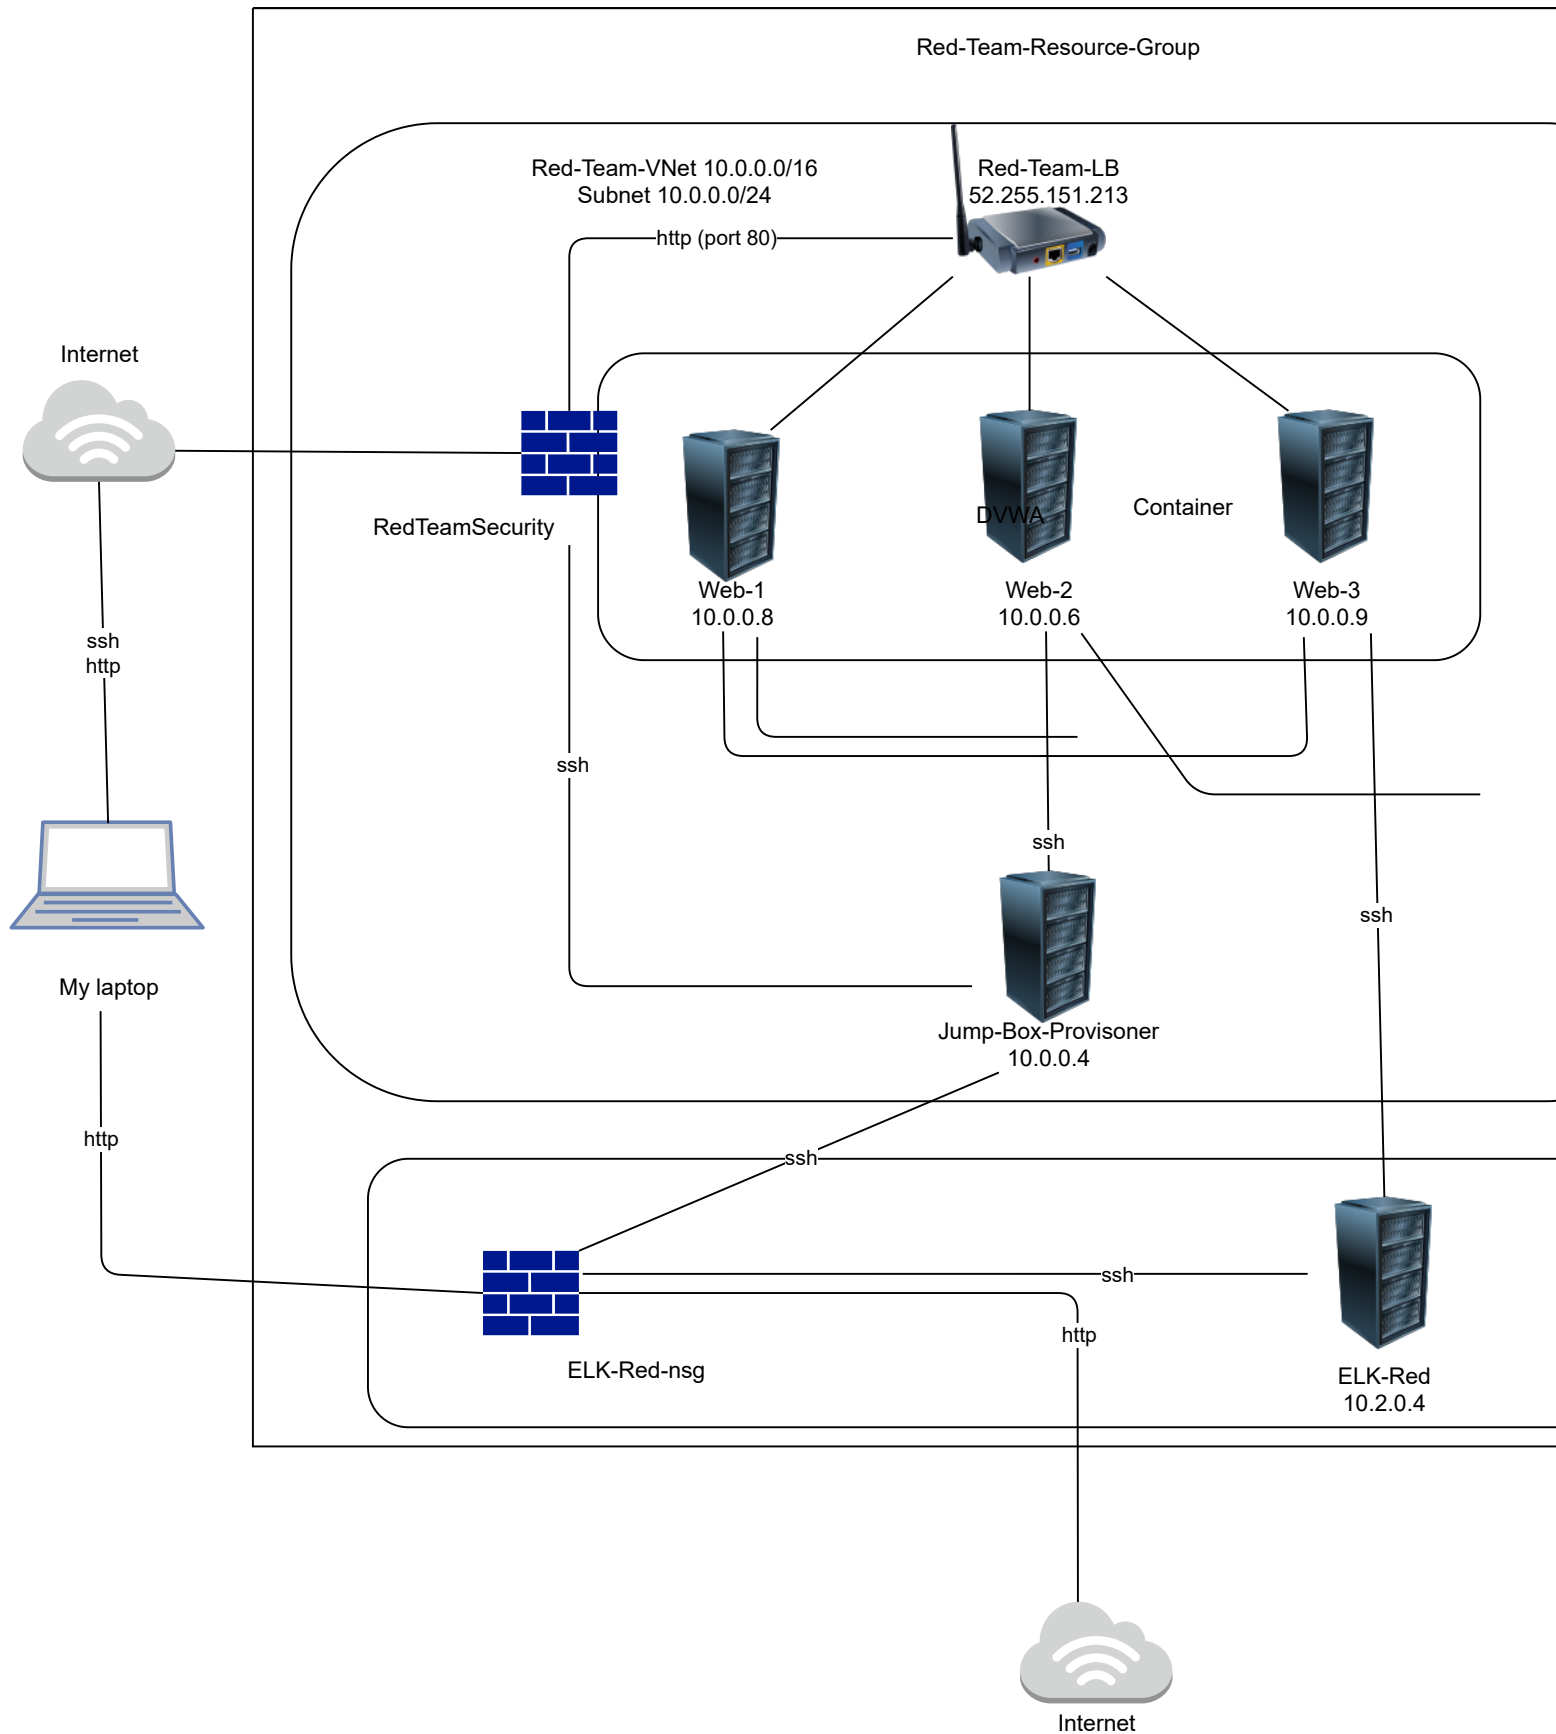 Red-Team-Resource-Group
Red-Team-VNet 10.0.0.0/16
Subnet 10.0.0.0/24
Red-Team-LB
52.255.151.213
http (port 80)
Internet
RedTeamSecurity
DVWA
Container
Web-1
10.0.0.8
Web-2
10.0.0.6
Web-3
10.0.0.9
ssh
http
ssh
ssh
ssh
My laptop
Jump-Box-Provisoner
10.0.0.4
http
ssh
ssh
http
ELK-Red-nsg
ELK-Red
10.2.0.4
Internet